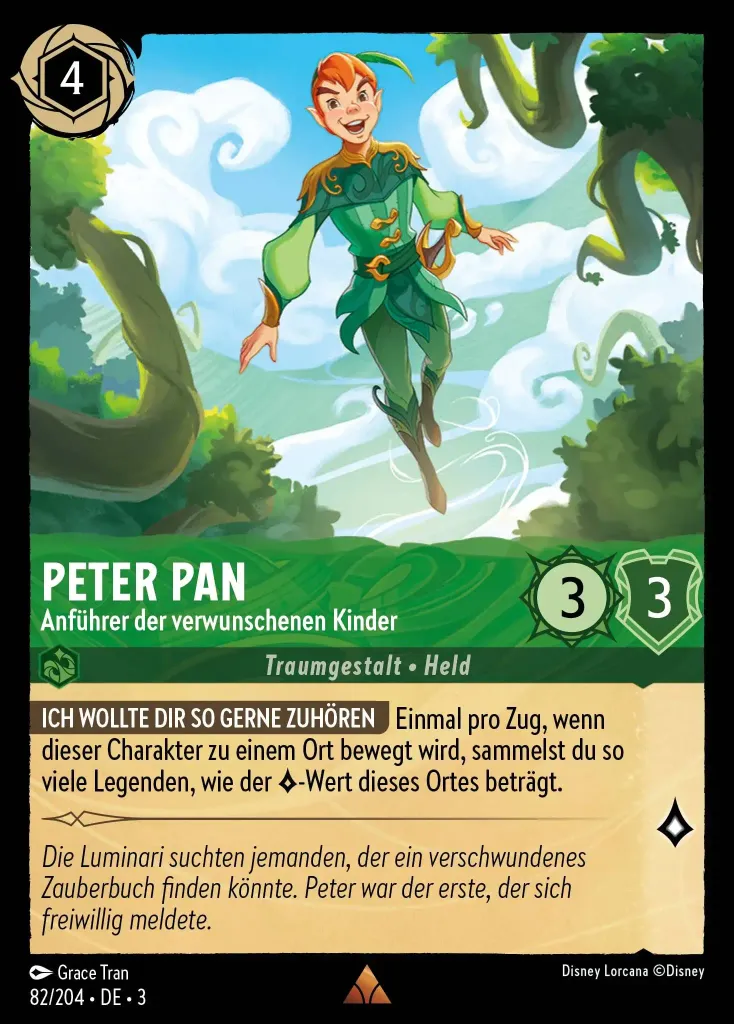 4
PETER PAN
Anführer der verwunschenen Kinder
3
3
Traumgestalt • Held
ICH WOLLTE DIR SO GERNE ZUHÖREN Einmal pro Zug, wenn
dieser Charakter zu einem Ort bewegt wird, sammelst du so
viele Legenden, wie der -Wert dieses Ortes beträgt.
Die Luminari suchten jemanden, der ein verschwundenes
Zauberbuch finden könnte. Peter war der erste, der sich
freiwillig meldete.
Grace Tran
Disney Lorcana ©Disney
82/204 • DE • 3